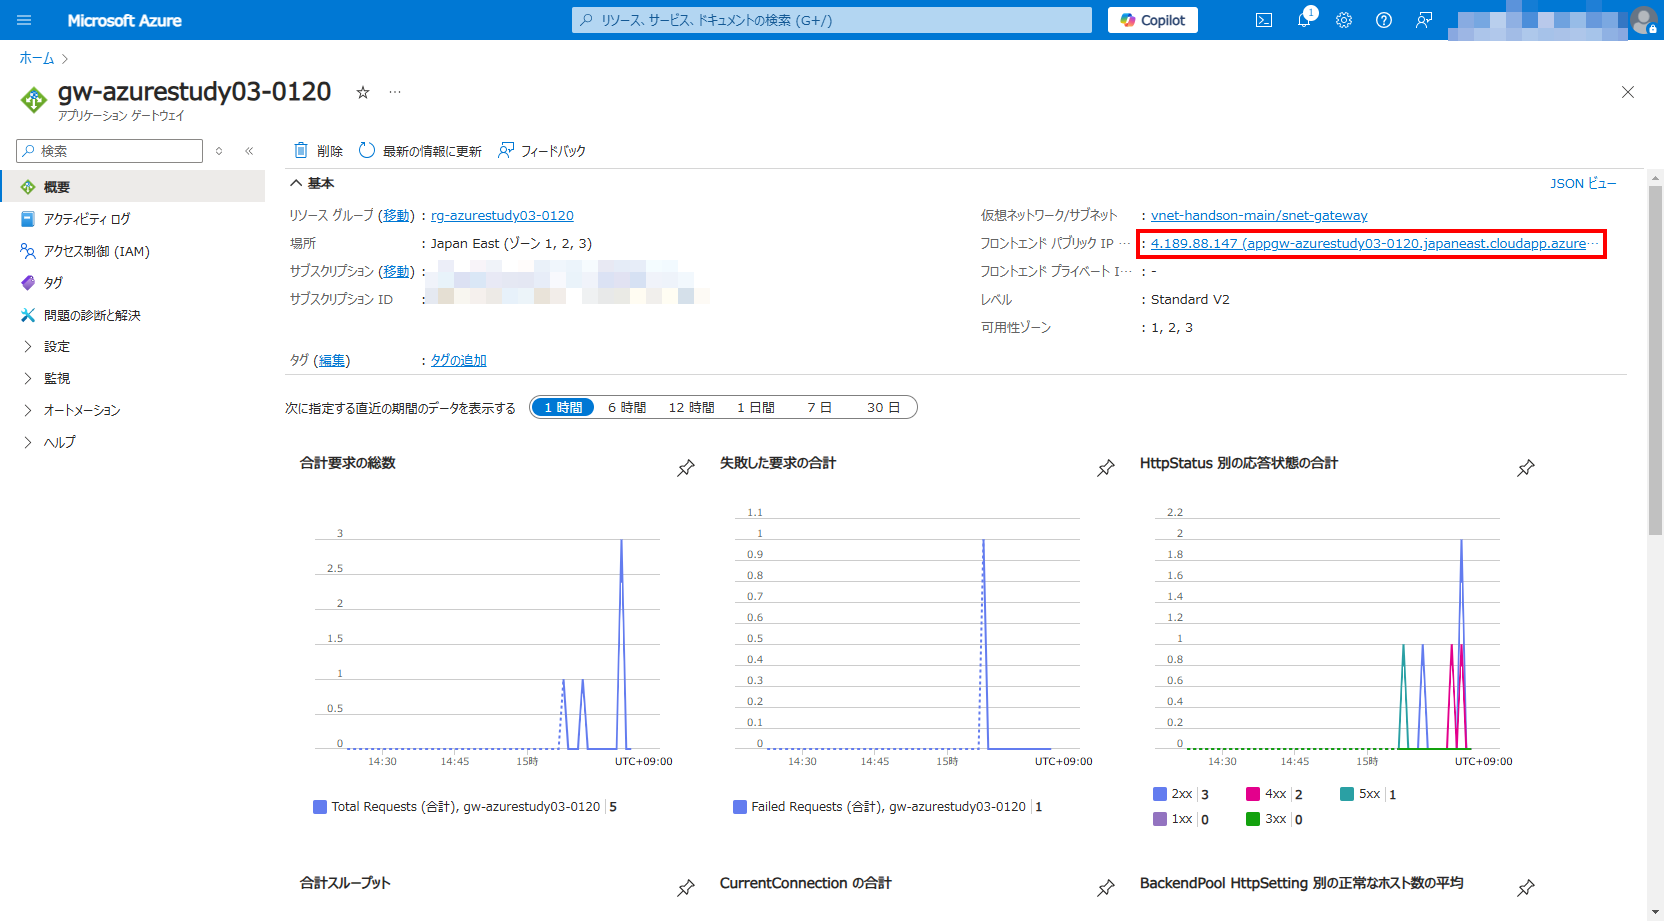 Microsoft Azure
リソース、サービス、ドキュメントの検索 (G+/)
Copilot
1
ホーム
gw-azurestudy03-0120
アプリケーション ゲートウェイ
検索
概要
アクティビティ ログ
アクセス制御 (IAM)
タグ
問題の診断と解決
設定
監視
オートメーション
ヘルプ
削除
最新の情報に更新
フィードバック
基本
JSON ビュー
リソース グループ (移動) : rg-azurestudy03-0120
場所 : Japan East (ゾーン 1, 2, 3)
サブスクリプション (移動) :
サブスクリプション ID :
タグ (編集) : タグの追加
仮想ネットワーク/サブネット : vnet-handson-main/snet-gateway
フロントエンド パブリック IP … : 4.189.88.147 (appgw-azurestudy03-0120.japaneast.cloudapp.azure…
フロントエンド プライベート I… : -
レベル : Standard V2
可用性ゾーン : 1, 2, 3
次に指定する直近の期間のデータを表示する
1 時間 6 時間 12 時間 1 日間 7 日 30 日
合計要求の総数
3
2.5
2
1.5
1
0.5
0
14:30 14:45 15時 UTC+09:00
Total Requests (合計), gw-azurestudy03-0120 5
失敗した要求の合計
1.1
1
0.9
0.8
0.7
0.6
0.5
0.4
0.3
0.2
0.1
0
14:30 14:45 15時 UTC+09:00
Failed Requests (合計), gw-azurestudy03-0120 1
HttpStatus 別の応答状態の合計
2.2
2
1.8
1.6
1.4
1.2
1
0.8
0.6
0.4
0.2
0
14:30 14:45 15時 UTC+09:00
2xx 3 4xx 2 5xx 1
1xx 0 3xx 0
合計スループット
CurrentConnection の合計
BackendPool HttpSetting 別の正常なホスト数の平均